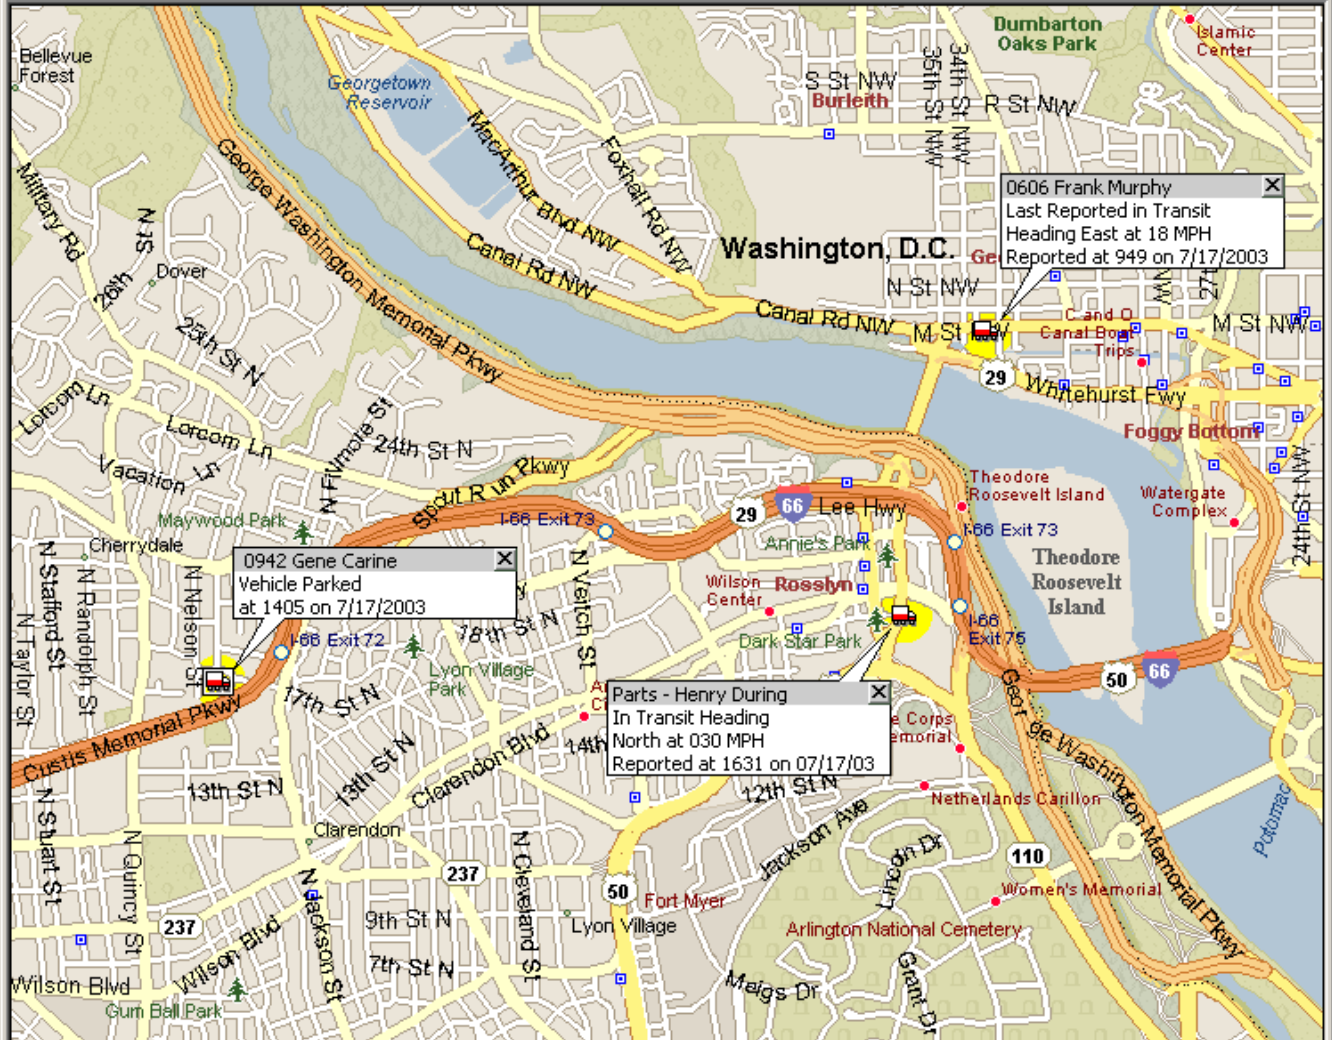 Bellevue
Forest
Georgetown
Reservoir
Dumbarton
Oaks Park
Islamic
Center
S St NW
Burleith
35th St NW
34th St NW
R St NW
MacArthur Blvd NW
Foxhall Rd NW
George Washington Memorial Pkwy
Military Rd
N St
26th
Dover
25th St N
Canal Rd NW
Washington, D.C.
0606 Frank Murphy
Last Reported in Transit
Heading East at 18 MPH
Reported at 949 on 7/17/2003
N St NW
NW
27t
Canal Rd NW
M St
W
C and O
Canal Boat
Trips
M St NW
29
Whitehurst Fwy
Foggy Bottom
Lorcom Ln
Lorcom Ln
N Fillmore St
24th St N
Vacation Ln
Spout Run Pkwy
Maywood Park
Cherrydale
I-66 Exit 73
29
66
Lee Hwy
Theodore
Roosevelt Island
Watergate
Complex
24th St NW
I-66 Exit 73
Annie's Park
Theodore
Roosevelt
Island
0942 Gene Carine
Vehicle Parked
at 1405 on 7/17/2003
N Stafford St
N Randolph St
N Taylor St
N Nelson St
N Veitch St
Wilson
Center
Rosslyn
Dark Star Park
I-66 Exit 72
18th St N
Lyon Village
Park
I-66
Exit 75
17th St N
Custis Memorial Pkwy
Parts - Henry During
In Transit Heading
North at 030 MPH
Reported at 1631 on 07/17/03
50
66
George Washington Memorial Pkwy
e Corps
emorial
14th
13th St N
13th St N
Clarendon Blvd
12th St N
Netherlands Carillon
Potomac
N Stuart St
N Quincy St
Clarendon
Jackson Ave
Lincoln Dr
110
237
N Cleveland St
50
Fort Myer
Women's Memorial
N Jackson St
237
9th St N
Lyon Village
Arlington National Cemetery
Wilson Blvd
Wilson Blvd
7th St N
Meigs Dr
Grant Dr
Gum Ball Park